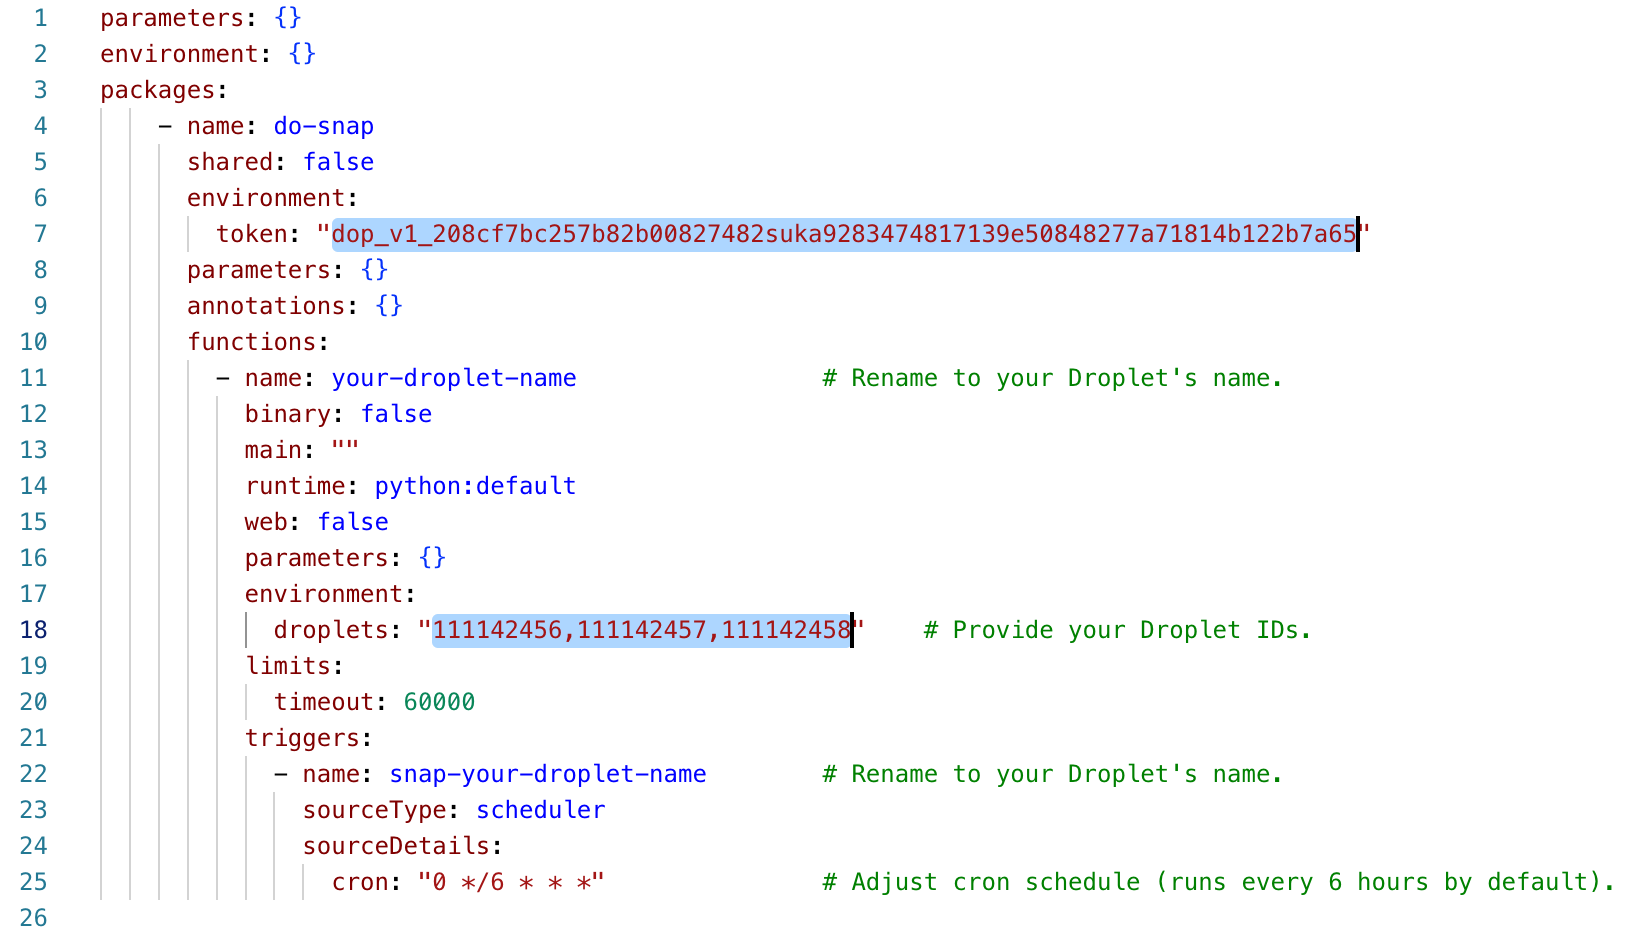 1 parameters: {}
2 environment: {}
3 packages:
4 - name: do-snap
5 shared: false
6 environment:
7 token: "dop_v1_208cf7bc257b82b00827482suka9283474817139e50848277a71814b122b7a65"
8 parameters: {}
9 annotations: {}
10 functions:
11 - name: your-droplet-name # Rename to your Droplet's name.
12 binary: false
13 main: ""
14 runtime: python:default
15 web: false
16 parameters: {}
17 environment:
18 droplets: "111142456,111142457,111142458" # Provide your Droplet IDs.
19 limits:
20 timeout: 60000
21 triggers:
22 - name: snap-your-droplet-name # Rename to your Droplet's name.
23 sourceType: scheduler
24 sourceDetails:
25 cron: "0 */6 * * *" # Adjust cron schedule (runs every 6 hours by default).
26